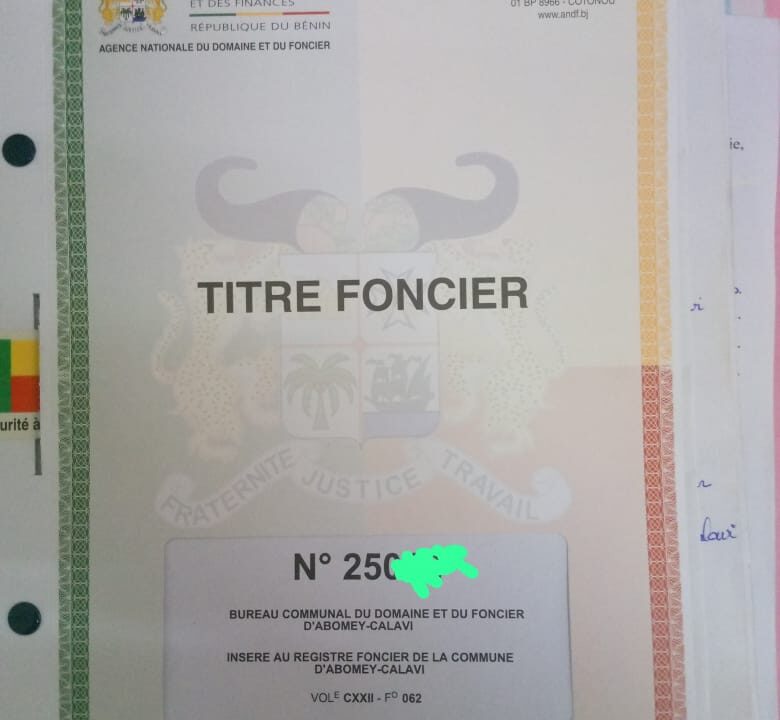 ET DES FINANCES
RÉPUBLIQUE DU BÉNIN
AGENCE NATIONALE DU DOMAINE ET DU FONCIER
01 BP 8966 - COTONOU
www.andf.bj
TITRE FONCIER
FRATERNITE JUSTICE TRAVAIL
N° 250
BUREAU COMMUNAL DU DOMAINE ET DU FONCIER
D'ABOMEY-CALAVI
INSERE AU REGISTRE FONCIER DE LA COMMUNE
D'ABOMEY-CALAVI
VOLE CXXII - FO 062
urité à
ie,